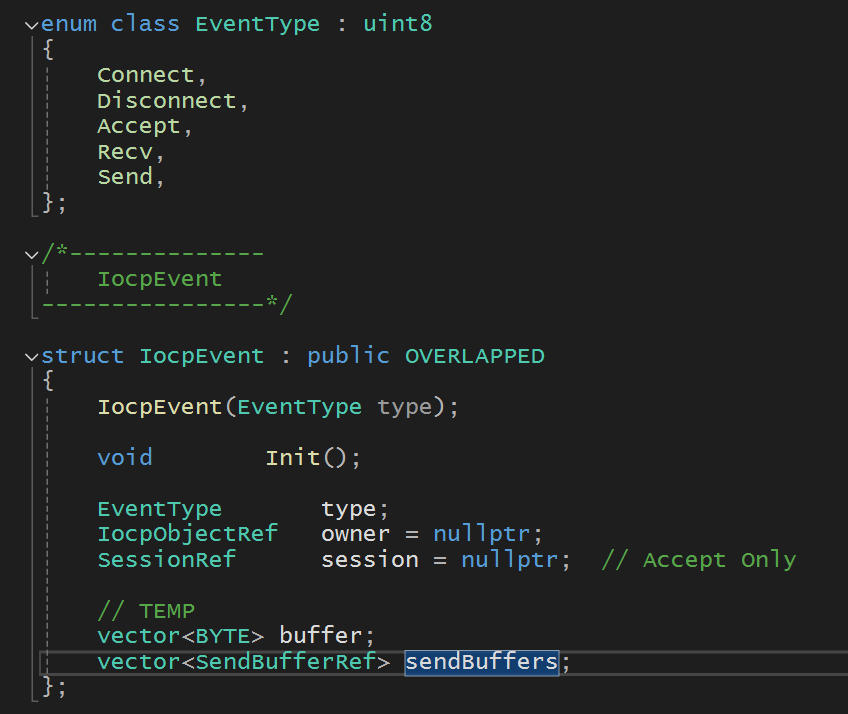 enum class EventType : uint8
{
    Connect,
    Disconnect,
    Accept,
    Recv,
    Send,
};
/*--------------
    IocpEvent
----------------*/
struct IocpEvent : public OVERLAPPED
{
    IocpEvent(EventType type);
    void        Init();
    EventType       type;
    IocpObjectRef   owner = nullptr;
    SessionRef      session = nullptr;  // Accept Only
    // TEMP
    vector<BYTE> buffer;
    vector<SendBufferRef> sendBuffers;
};